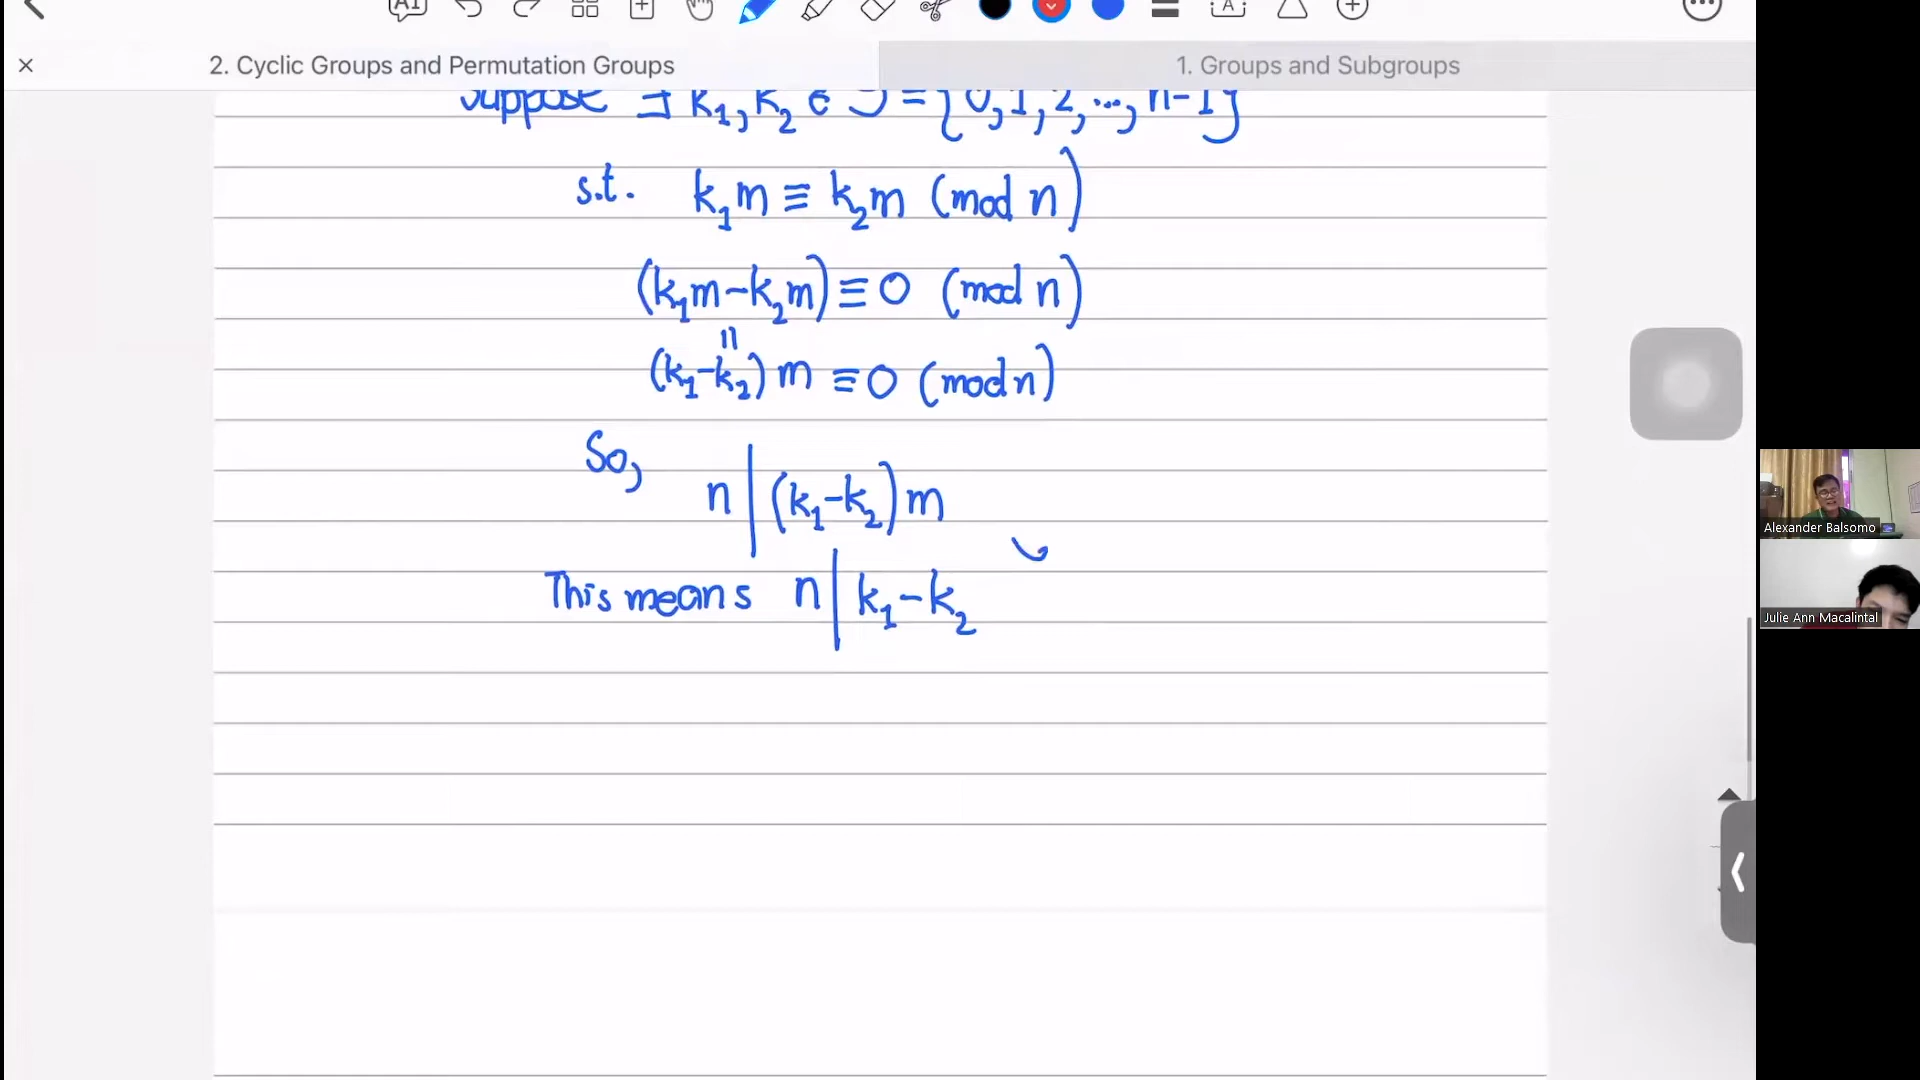 2. Cyclic Groups and Permutation Groups
1. Groups and Subgroups
Suppose ∃ k₁, k₂ ∈ S = {0, 1, 2, ..., n-1}
s.t. k₁m ≡ k₂m (mod n)
(k₁m - k₂m) ≡ 0 (mod n)
=
(k₁-k₂) m ≡ 0 (mod n)
So,
n | (k₁-k₂) m
This means n | k₁-k₂
Alexander Balsomo
Julie Ann Macalintal